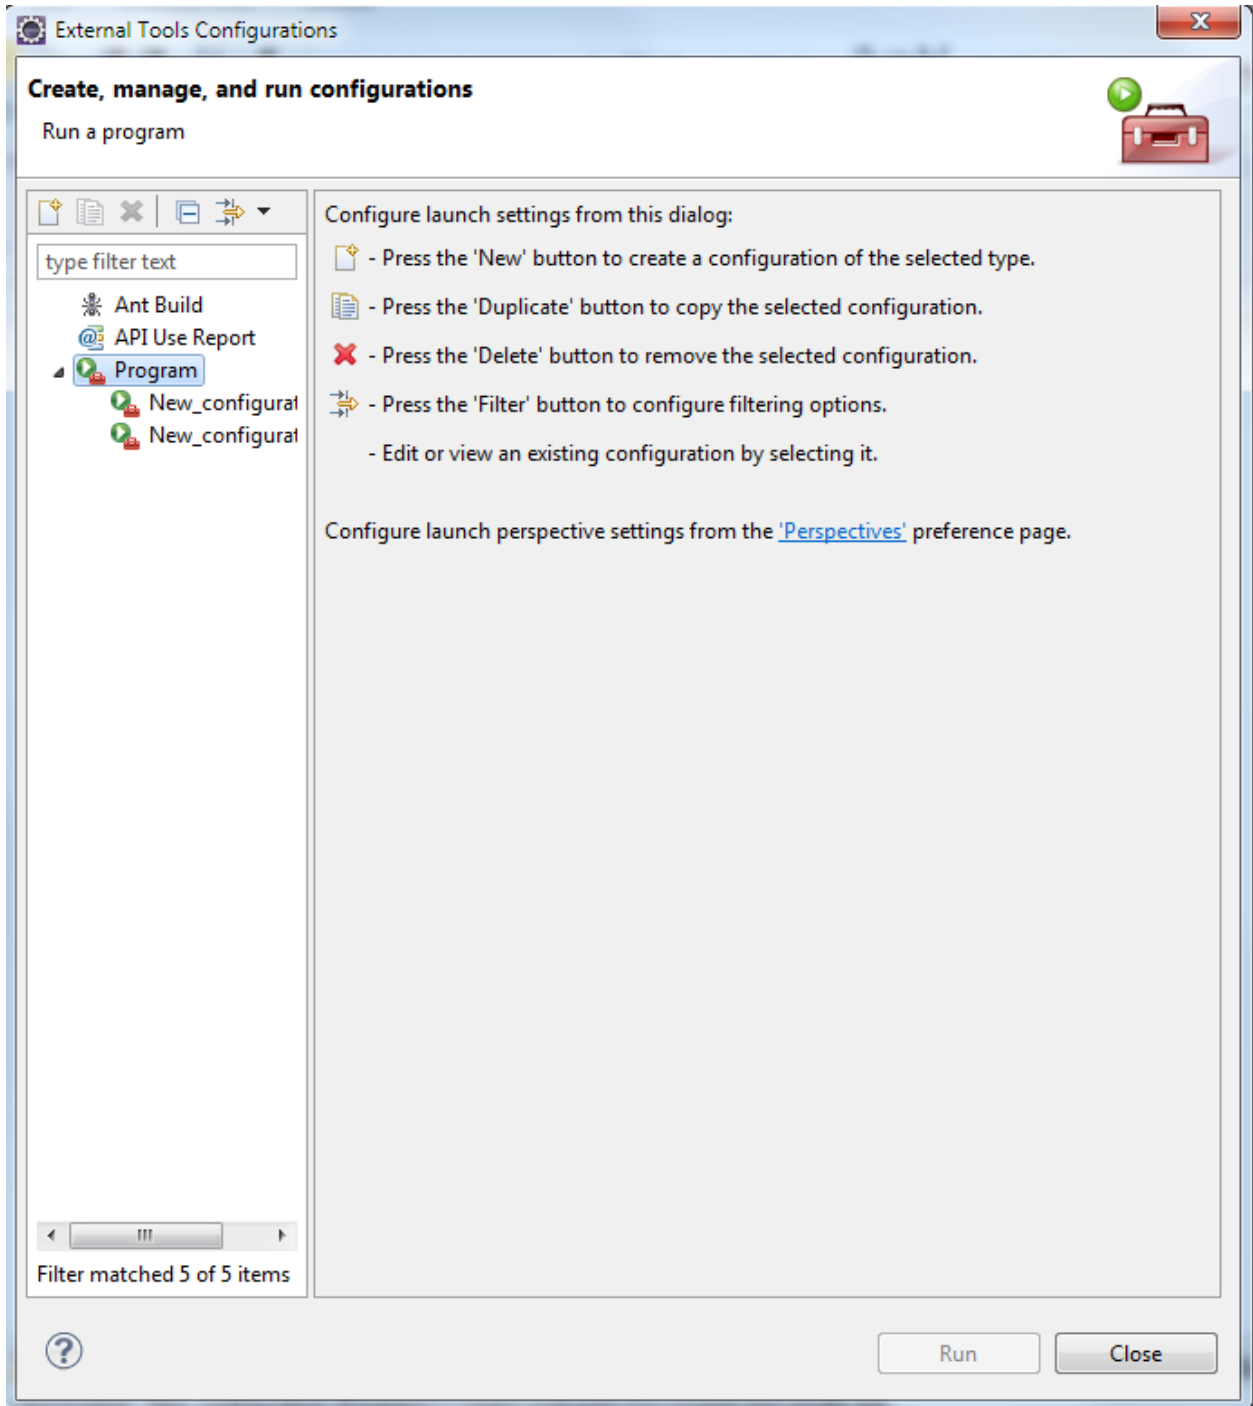 External Tools Configurations
Create, manage, and run configurations
Run a program
type filter text
Ant Build
API Use Report
Program
New_configurat
New_configurat
Filter matched 5 of 5 items
Configure launch settings from this dialog:
- Press the 'New' button to create a configuration of the selected type.
- Press the 'Duplicate' button to copy the selected configuration.
- Press the 'Delete' button to remove the selected configuration.
- Press the 'Filter' button to configure filtering options.
- Edit or view an existing configuration by selecting it.
Configure launch perspective settings from the 'Perspectives' preference page.
Run
Close